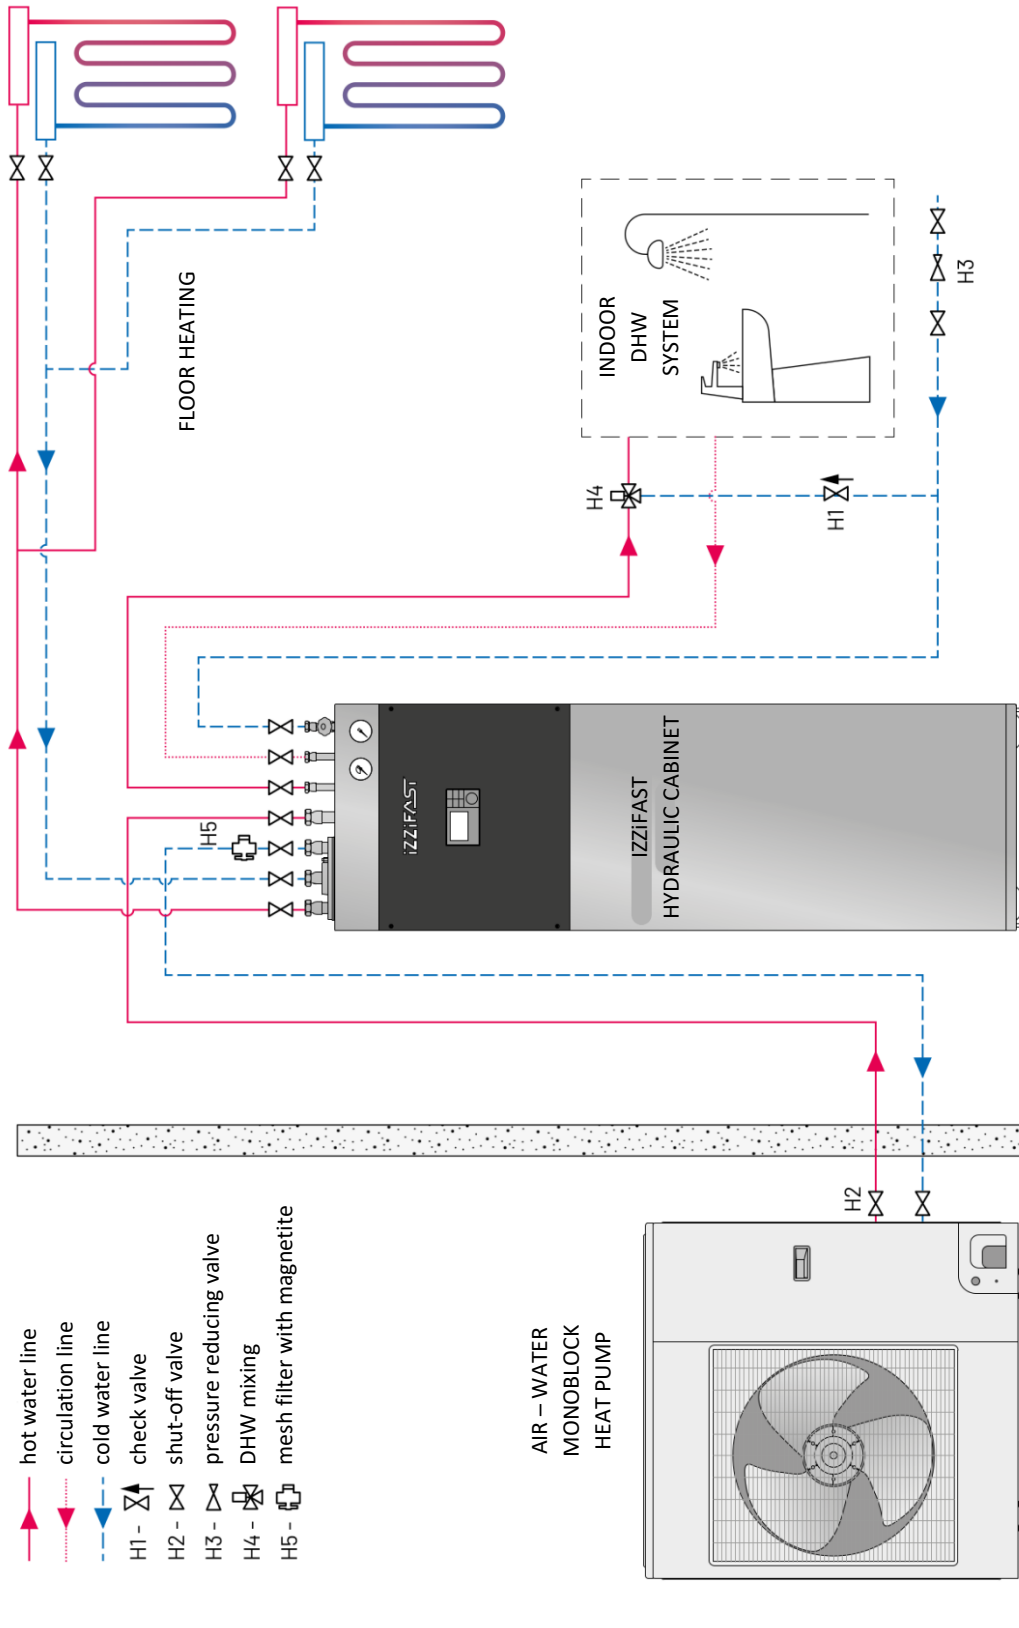 hot water line
circulation line
cold water line
H1 - check valve
H2 - shut-off valve
H3 - pressure reducing valve
H4 - DHW mixing
H5 - mesh filter with magnetite
AIR – WATER
MONOBLOCK
HEAT PUMP
H2
H5
iZZiFAST
IZZiFAST
HYDRAULIC CABINET
FLOOR HEATING
H4
H1
INDOOR
DHW
SYSTEM
H3